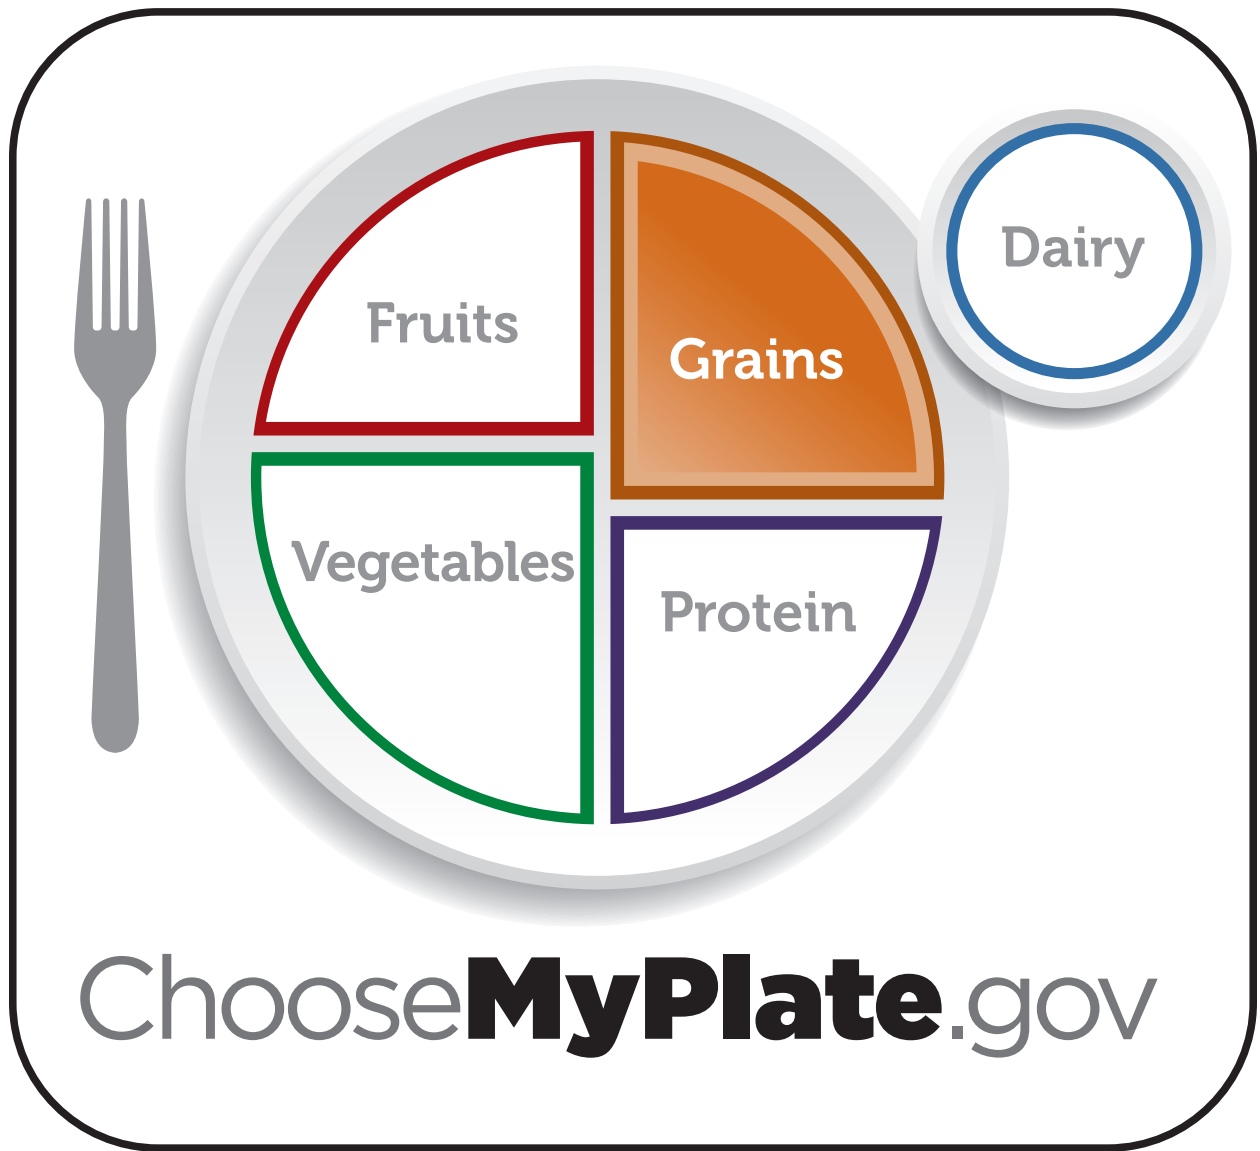 Fruits
Grains
Dairy
Vegetables
Protein
ChooseMyPlate.gov